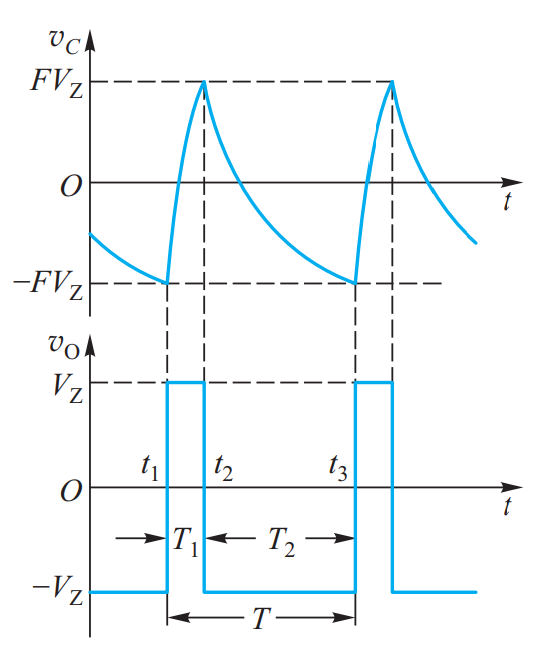 v_C
FV_Z
O
t
−FV_Z
v_O
V_Z
t_1 t_2 t_3
O
t
T_1 T_2
−V_Z
T